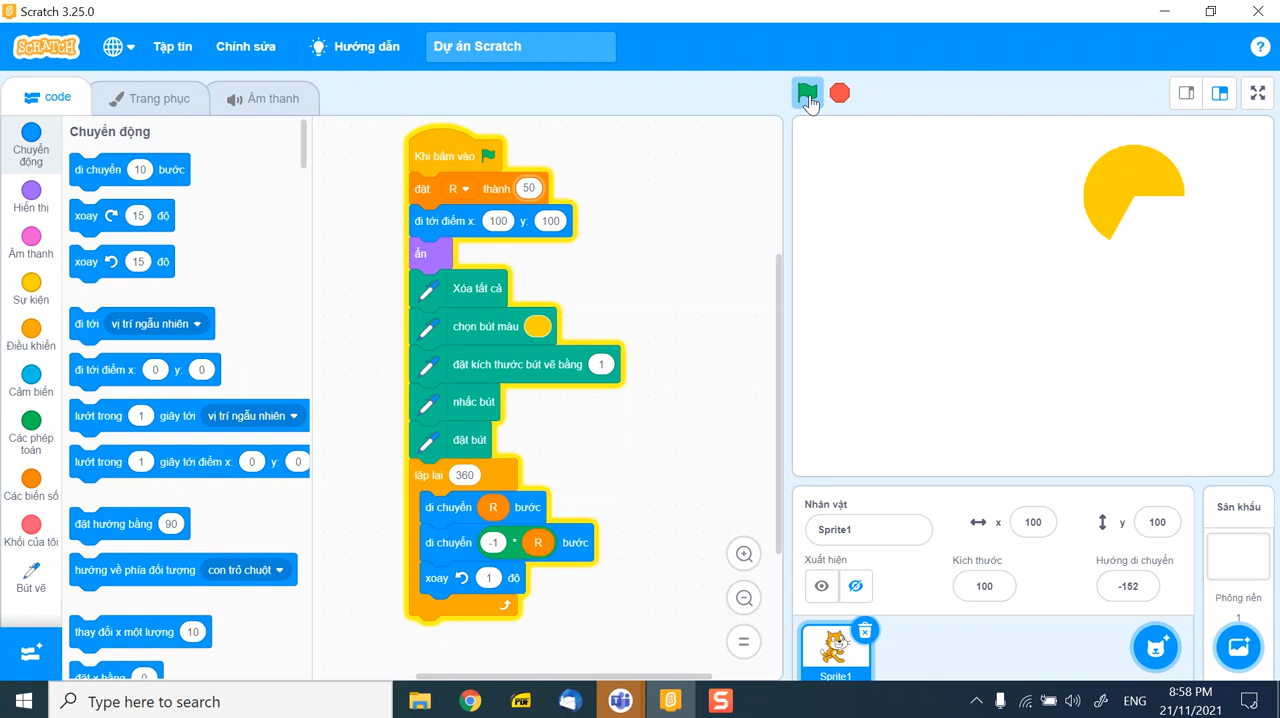 Scratch 3.25.0
SCRATCH
Tập tin
Chỉnh sửa
Hướng dẫn
Dự án Scratch
?
code
Trang phục
Âm thanh
Chuyển động
Hiển thị
Âm thanh
Sự kiện
Điều khiển
Cảm biến
Các phép toán
Các biến số
Khối của tôi
Bút vẽ
Chuyển động
di chuyển 10 bước
xoay 15 độ
xoay 15 độ
đi tới vị trí ngẫu nhiên
đi tới điểm x: 0 y: 0
lướt trong 1 giây tới vị trí ngẫu nhiên
lướt trong 1 giây tới điểm x: 0 y: 0
đặt hướng bằng 90
hướng về phía đối tượng con trỏ chuột
thay đổi x một lượng 10
đặt x bằng 0
Khi bấm vào
đặt R thành 50
đi tới điểm x: 100 y: 100
ẩn
Xóa tất cả
chọn bút màu
đặt kích thước bút vẽ bằng 1
nhấc bút
đặt bút
lặp lại 360
di chuyển R bước
di chuyển -1 * R bước
xoay 1 độ
Nhân vật
Sprite1
x 100
y 100
Xuất hiện
Kích thước
100
Hướng di chuyển
-152
Sprite1
Sân khấu
Phông nền
1
Type here to search
PDF
S
ENG
8:58 PM
21/11/2021